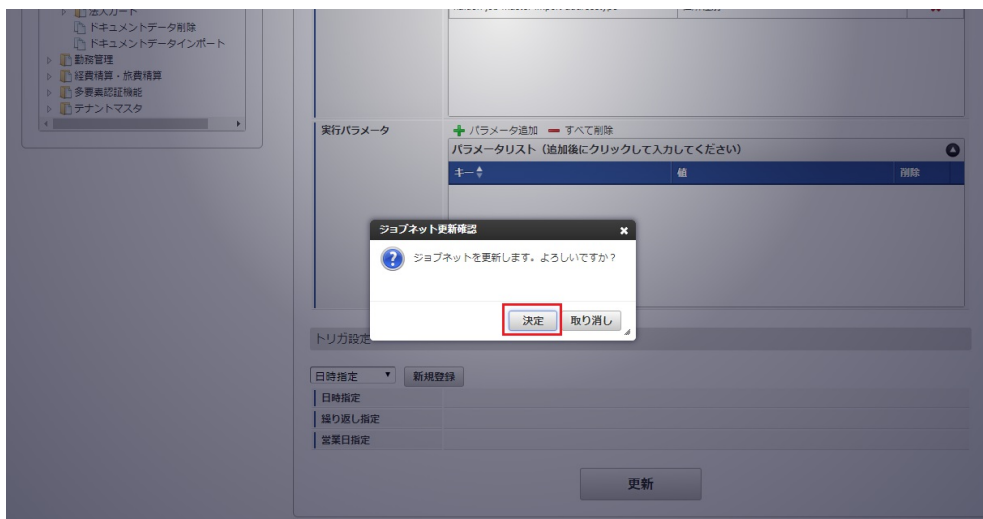 法人カード
ドキュメントデータ削除
ドキュメントデータインポート
勤務管理
経費積算・旅費積算
多要素認証機能
テナントマスタ
実行パラメータ
パラメータ追加 すべて削除
パラメータリスト（追加後にクリックして入力してください）
キー 値 削除
ジョブネット更新確認
ジョブネットを更新します。よろしいですか？
決定 取り消し
トリガ設定
日時指定 新規登録
日時指定
繰り返し指定
営業日指定
更新